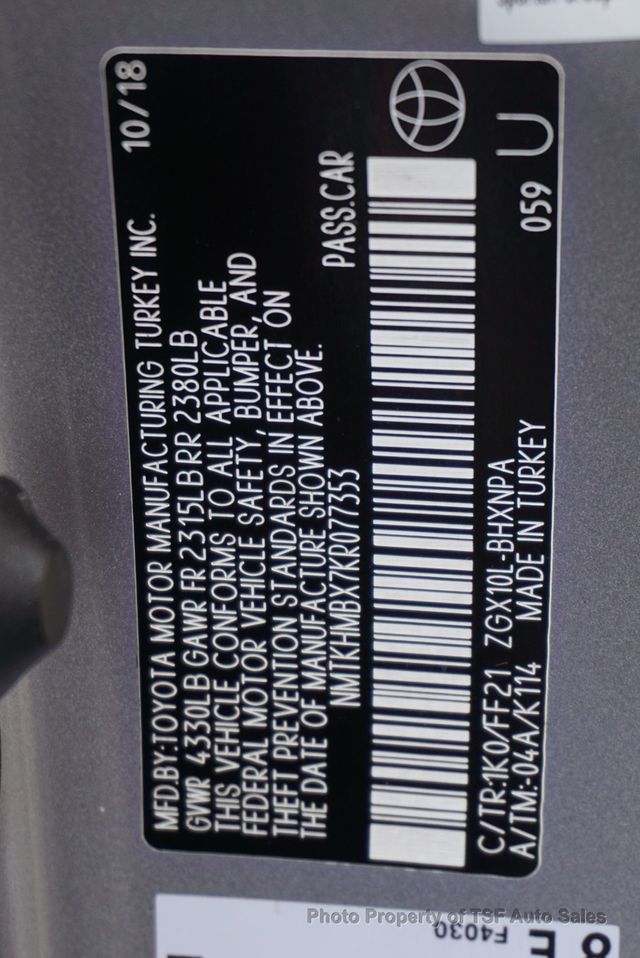 MFD.BY:TOYOTA MOTOR MANUFACTURING TURKEY INC. 10/18
GVWR 4330LB GAWR FR 2315LB RR 2380LB
THIS VEHICLE CONFORMS TO ALL APPLICABLE
FEDERAL MOTOR VEHICLE SAFETY, BUMPER, AND
THEFT PREVENTION STANDARDS IN EFFECT ON
THE DATE OF MANUFACTURE SHOWN ABOVE.
NMTKHMBX7KR077353 PASS.CAR
C/TR:1K0/FF21 ZGX10L-BHXNPA 059 U
A/TM:-04A/K114 MADE IN TURKEY
Photo Property of TSF Auto Sales
F4030